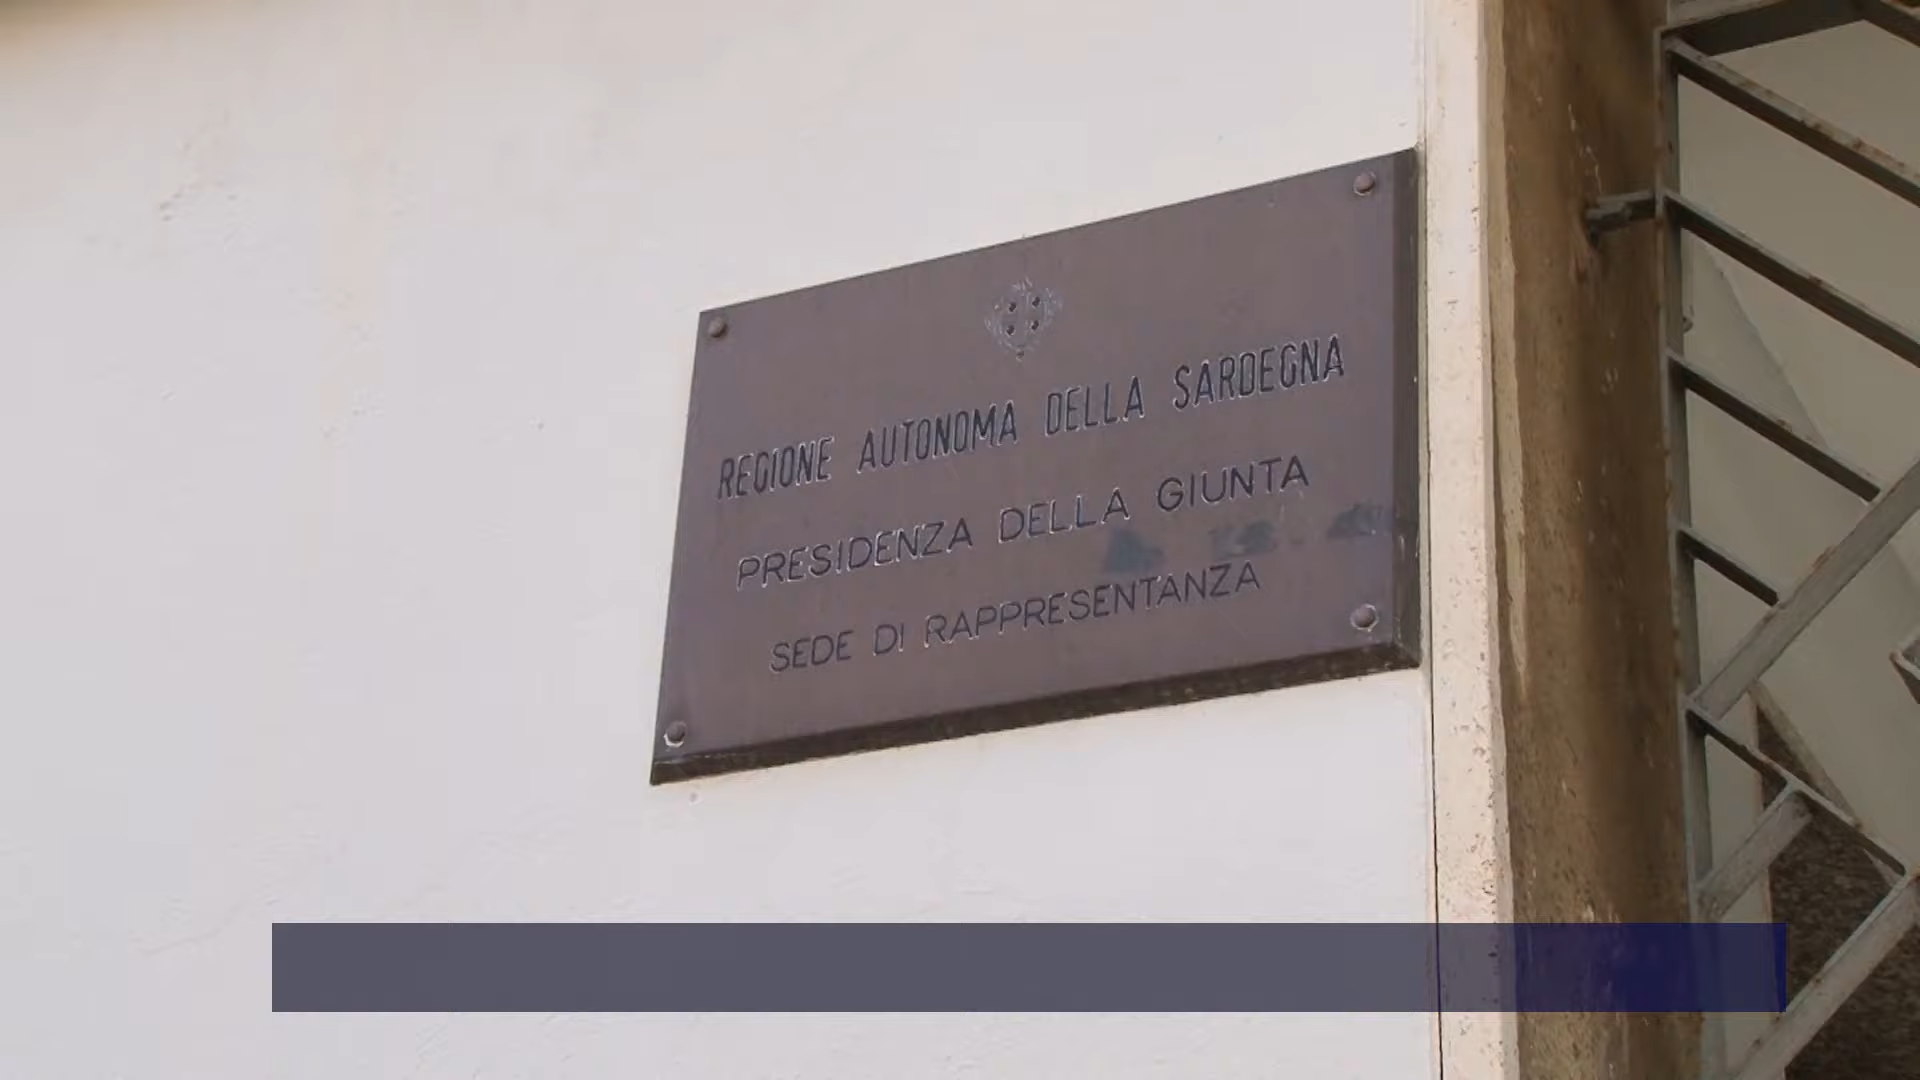 REGIONE AUTONOMA DELLA SARDEGNA
PRESIDENZA DELLA GIUNTA
SEDE DI RAPPRESENTANZA